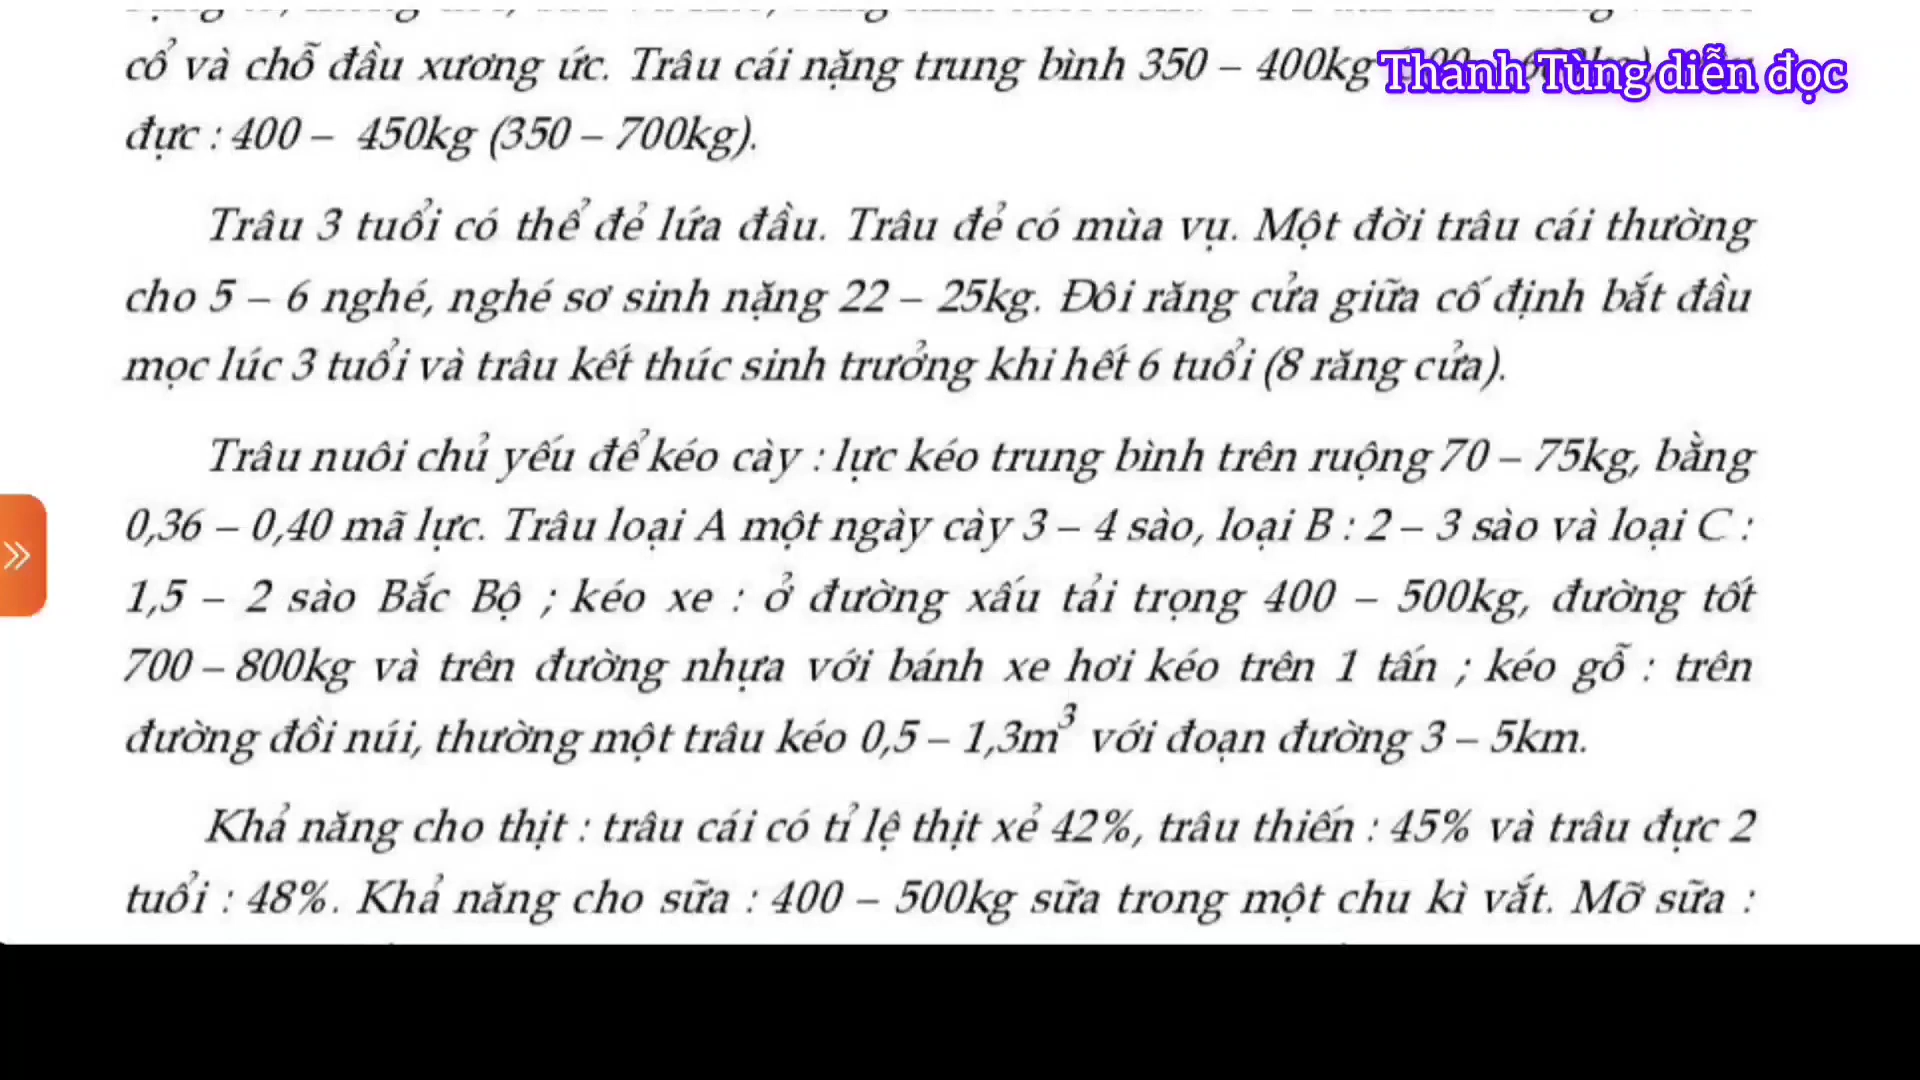 cổ và chỗ đầu xương ức. Trâu cái nặng trung bình 350 – 400kg
Thanh Tùng diễn đọc
đực : 400 – 450kg (350 – 700kg).
Trâu 3 tuổi có thể đẻ lứa đầu. Trâu đẻ có mùa vụ. Một đời trâu cái thường
cho 5 – 6 nghé, nghé sơ sinh nặng 22 – 25kg. Đôi răng cửa giữa cố định bắt đầu
mọc lúc 3 tuổi và trâu kết thúc sinh trưởng khi hết 6 tuổi (8 răng cửa).
Trâu nuôi chủ yếu để kéo cày : lực kéo trung bình trên ruộng 70 – 75kg, bằng
0,36 – 0,40 mã lực. Trâu loại A một ngày cày 3 – 4 sào, loại B : 2 – 3 sào và loại C :
1,5 – 2 sào Bắc Bộ ; kéo xe : ở đường xấu tải trọng 400 – 500kg, đường tốt
700 – 800kg và trên đường nhựa với bánh xe hơi kéo trên 1 tấn ; kéo gỗ : trên
đường đồi núi, thường một trâu kéo 0,5 – 1,3m³ với đoạn đường 3 – 5km.
Khả năng cho thịt : trâu cái có tỉ lệ thịt xẻ 42%, trâu thiến : 45% và trâu đực 2
tuổi : 48%. Khả năng cho sữa : 400 – 500kg sữa trong một chu kì vắt. Mỡ sữa :